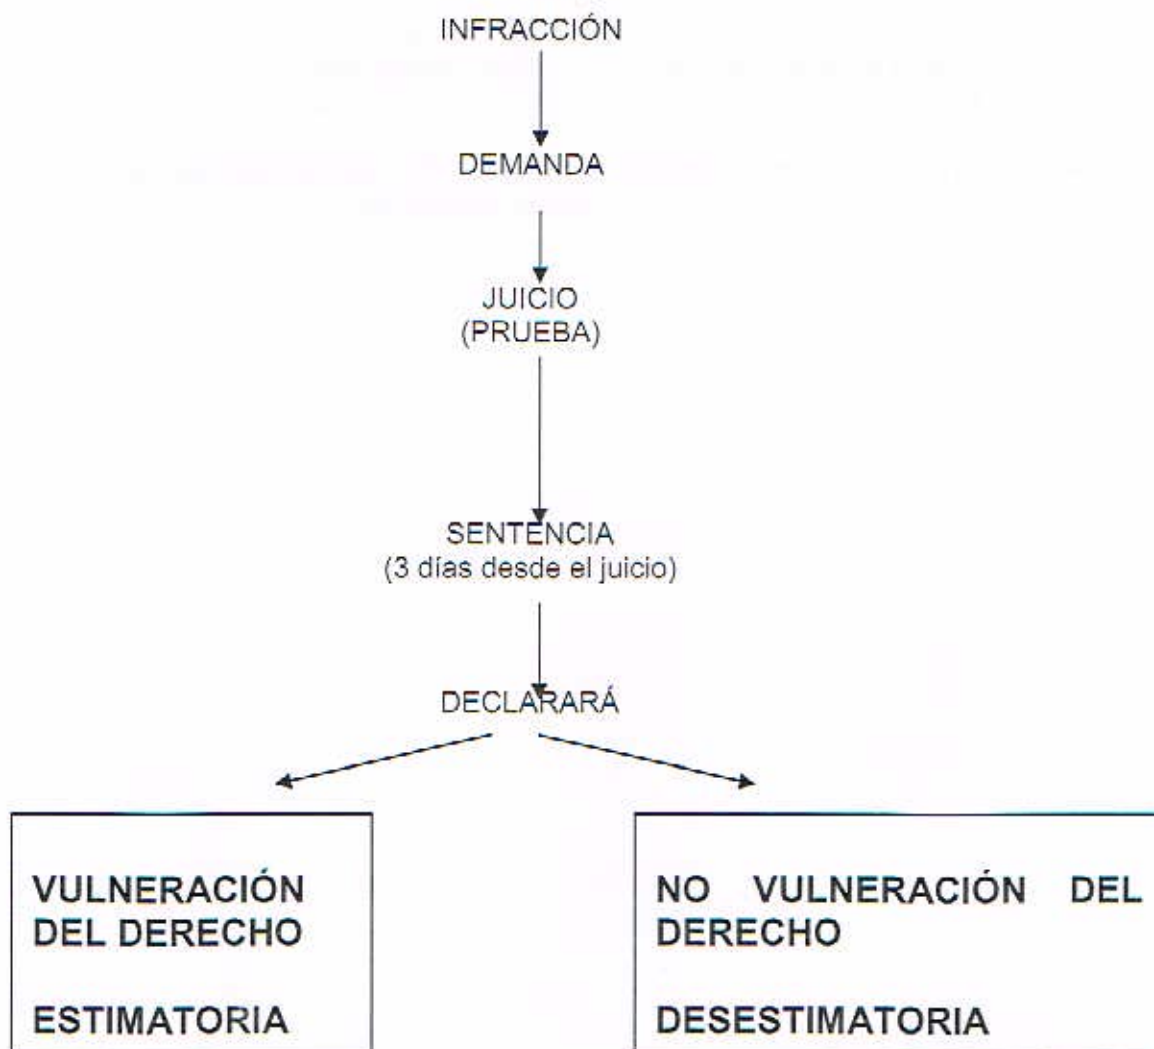 INFRACCIÓN
DEMANDA
JUICIO
(PRUEBA)
SENTENCIA
(3 días desde el juicio)
DECLARARÁ
VULNERACIÓN
DEL DERECHO
ESTIMATORIA
NO VULNERACIÓN DEL
DERECHO
DESESTIMATORIA